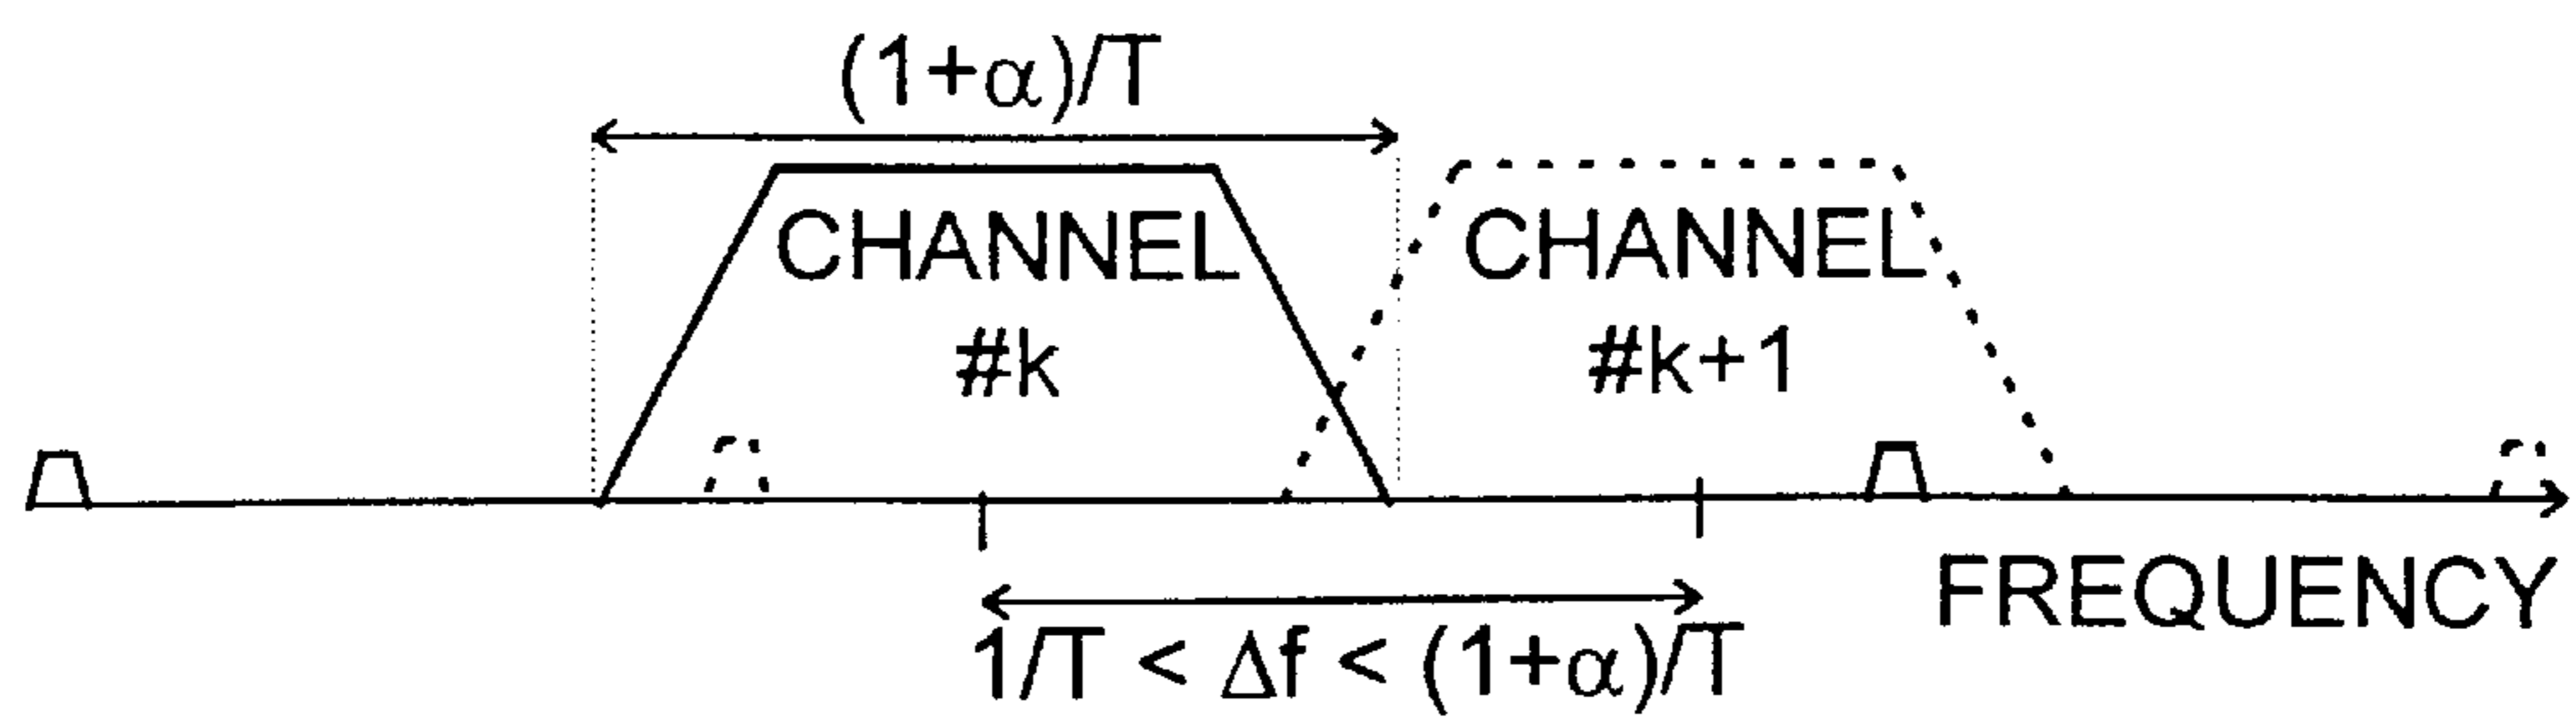 (1+α)/T
CHANNEL
#k
CHANNEL
#k+1
FREQUENCY
1/T < Δf < (1+α)/T